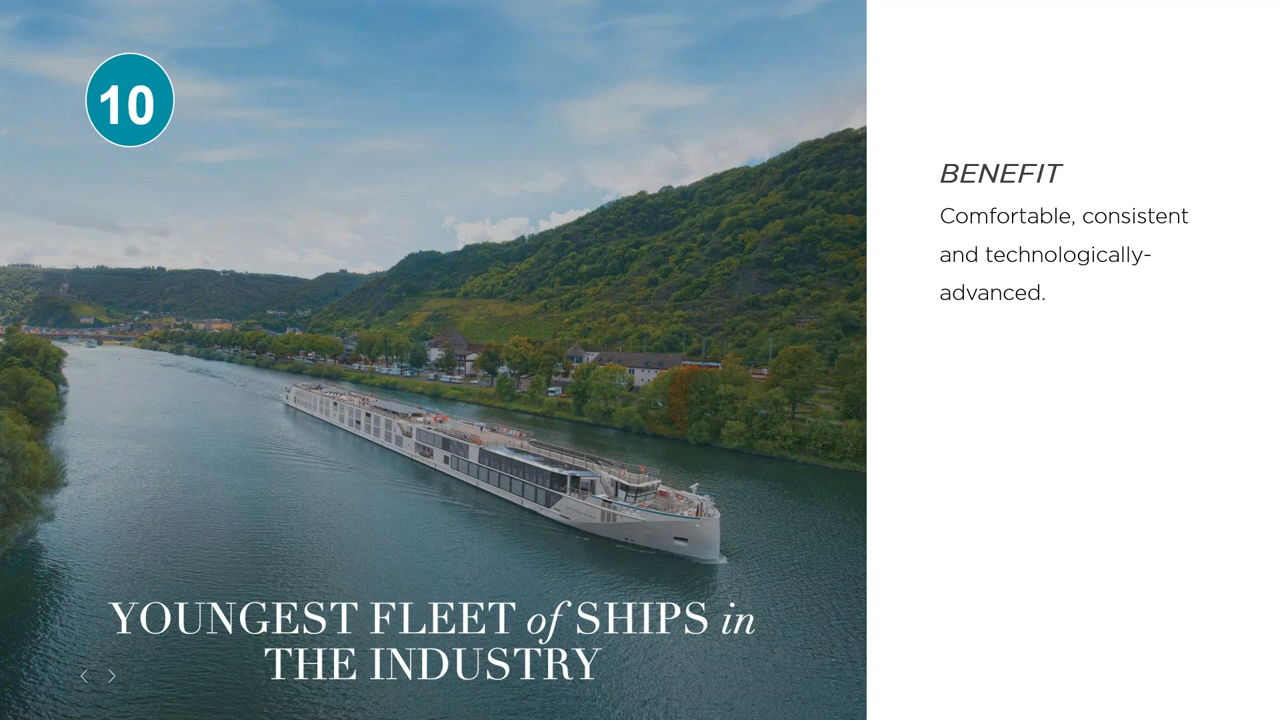 10
YOUNGEST FLEET of SHIPS in
THE INDUSTRY
BENEFIT
Comfortable, consistent
and technologically-
advanced.